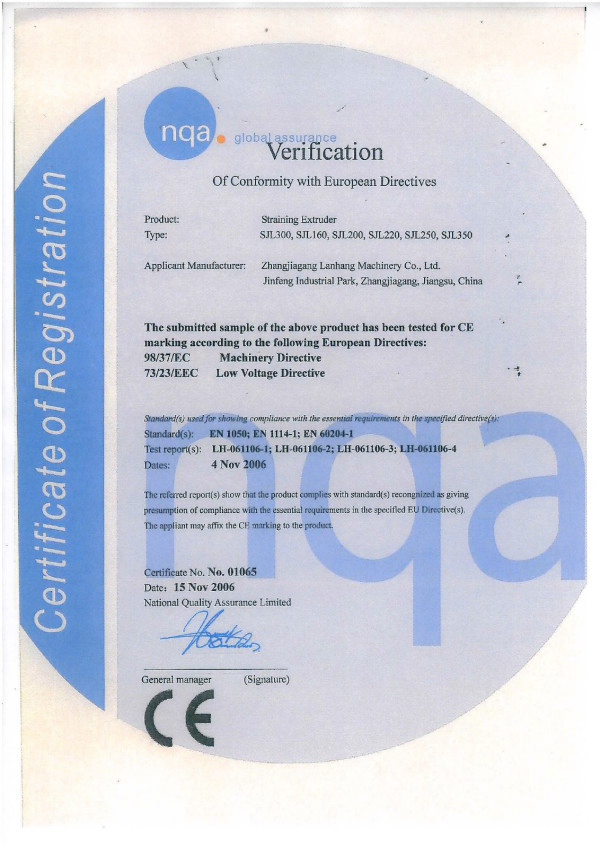 Certificate of Registration
nqa.
global assurance
Verification
Of Conformity with European Directives
Product: Straining Extruder
Type: SJL300, SJL160, SJL200, SJL220, SJL250, SJL350
Applicant Manufacturer: Zhangjiagang Lanhang Machinery Co., Ltd.
Jinfeng Industrial Park, Zhangjiagang, Jiangsu, China
The submitted sample of the above product has been tested for CE
marking according to the following European Directives:
98/37/EC Machinery Directive
73/23/EEC Low Voltage Directive
Standard(s) used for showing compliance with the essential requirements in the specified directive(s):
Standard(s): EN 1050; EN 1114-1; EN 60204-1
Test report(s): LH-061106-1; LH-061106-2; LH-061106-3; LH-061106-4
Dates: 4 Nov 2006
nqa
The referred report(s) show that the product complies with standard(s) recongnized as giving
presumption of compliance with the essential requirements in the specified EU Directive(s).
The appliant may affix the CE marking to the product.
Certificate No. No. 01065
Date: 15 Nov 2006
National Quality Assurance Limited
General manager (Signature)
CE